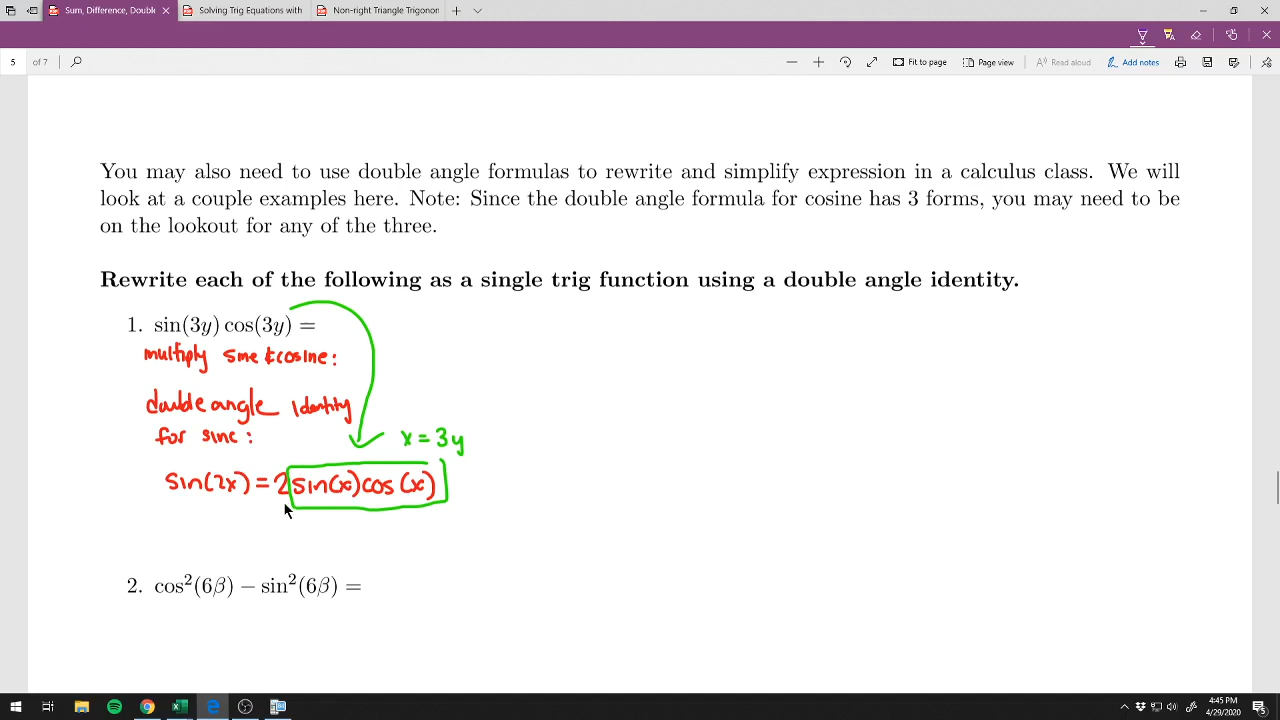 Sum, Difference, Double
Solving Trig Equations with
Non-right Triangle Trigonon
5 of 7
Fit to page
Page view
Read aloud
Add notes
You may also need to use double angle formulas to rewrite and simplify expression in a calculus class. We will
look at a couple examples here. Note: Since the double angle formula for cosine has 3 forms, you may need to be
on the lookout for any of the three.
Rewrite each of the following as a single trig function using a double angle identity.
1. sin(3y) cos(3y) =
multiply sine & cosine:
double angle identity
for sine:
x = 3y
sin(2x) = 2 sin(x) cos(x)
2. cos²(6β) − sin²(6β) =
4:45 PM
4/29/2020